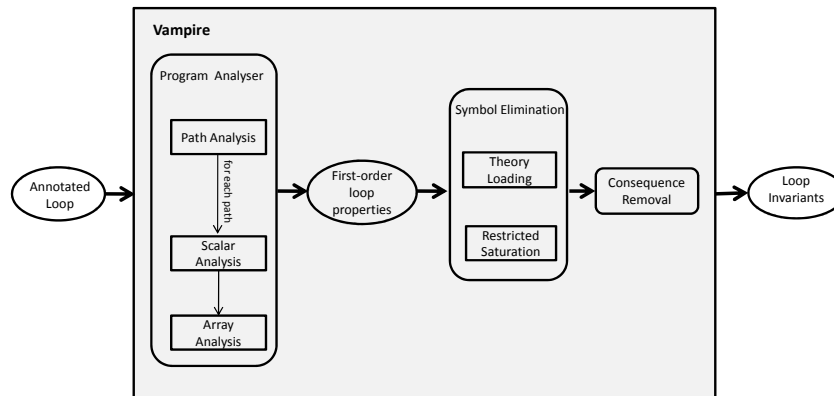 Vampire
Program Analyser
Path Analysis
for each path
Scalar
Analysis
Array
Analysis
Annotated
Loop
First-order
loop
properties
Symbol Elimination
Theory
Loading
Restricted
Saturation
Consequence
Removal
Loop
Invariants